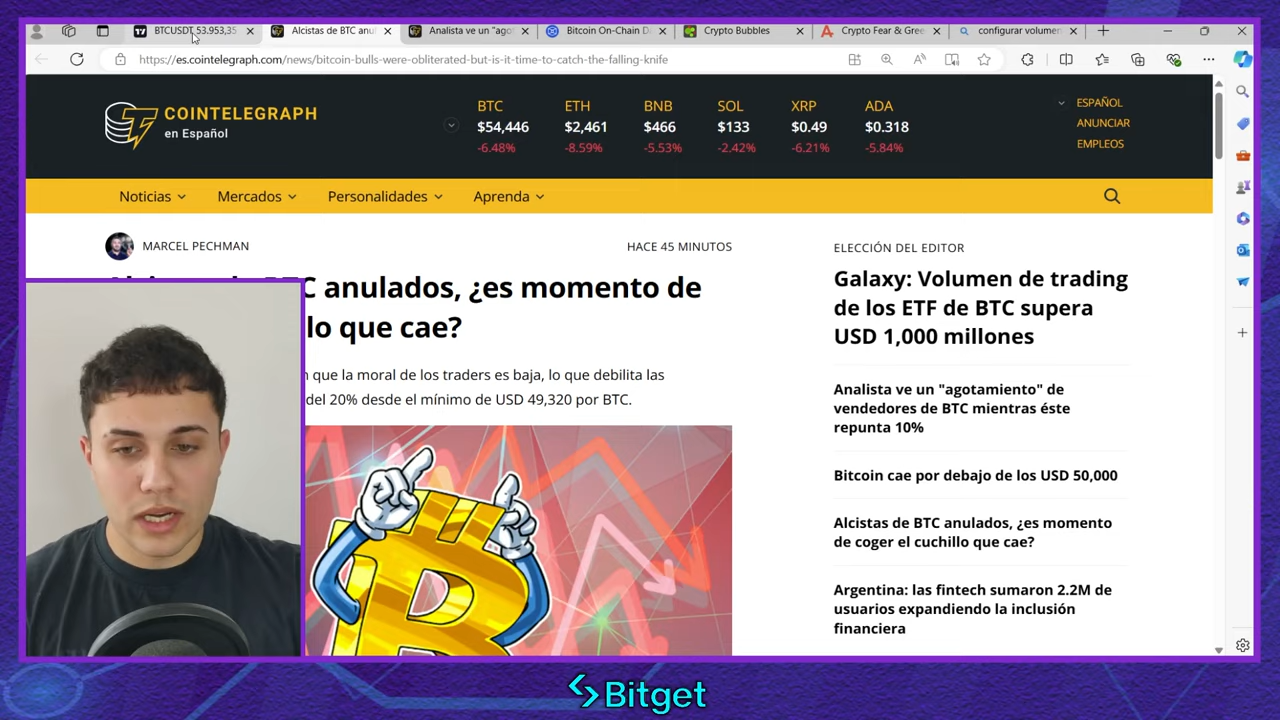 BTCUSDT 53.953,35
Alcistas de BTC anul
Analista ve un "agot
Bitcoin On-Chain D
Crypto Bubbles
Crypto Fear & Gree
configurar volumen
https://es.cointelegraph.com/news/bitcoin-bulls-were-obliterated-but-is-it-time-to-catch-the-falling-knife
COINTELEGRAPH
en Español
BTC ETH BNB SOL XRP ADA
$54,446 $2,461 $466 $133 $0.49 $0.318
-6.48% -8.59% -5.53% -2.42% -6.21% -5.84%
ESPAÑOL
ANUNCIAR
EMPLEOS
Noticias Mercados Personalidades Aprenda
MARCEL PECHMAN
HACE 45 MINUTOS
anulados, ¿es momento de
lo que cae?
que la moral de los traders es baja, lo que debilita las
del 20% desde el mínimo de USD 49,320 por BTC.
ELECCIÓN DEL EDITOR
Galaxy: Volumen de trading
de los ETF de BTC supera
USD 1,000 millones
Analista ve un "agotamiento" de
vendedores de BTC mientras éste
repunta 10%
Bitcoin cae por debajo de los USD 50,000
Alcistas de BTC anulados, ¿es momento
de coger el cuchillo que cae?
Argentina: las fintech sumaron 2.2M de
usuarios expandiendo la inclusión
financiera
Bitget